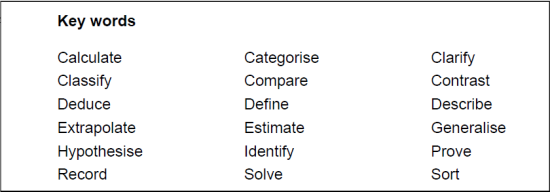 Key words
Calculate Categorise Clarify
Classify Compare Contrast
Deduce Define Describe
Extrapolate Estimate Generalise
Hypothesise Identify Prove
Record Solve Sort